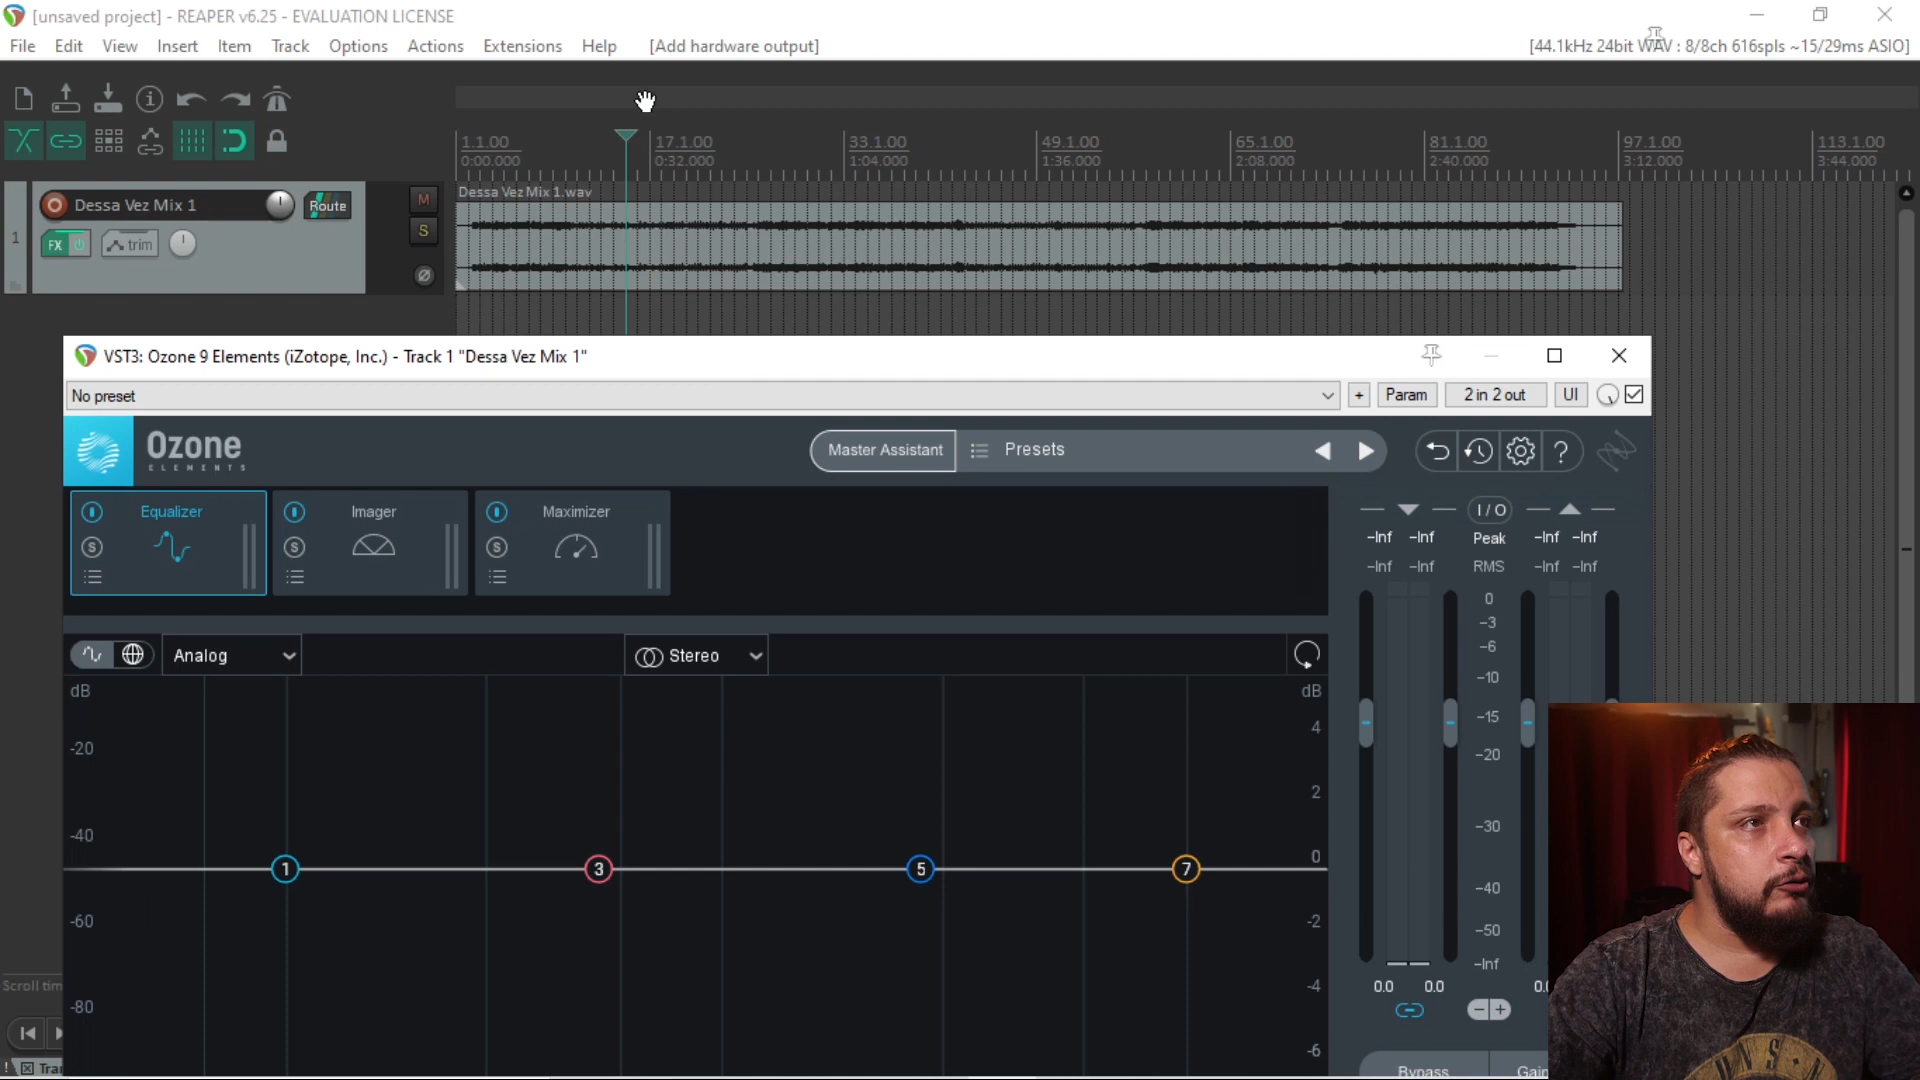 [unsaved project] - REAPER v6.25 - EVALUATION LICENSE
File Edit View Insert Item Track Options Actions Extensions Help [Add hardware output]
[44.1kHz 24bit WAV : 8/8ch 616spls ~15/29ms ASIO]
1.1.00 17.1.00 33.1.00 49.1.00 65.1.00 81.1.00 97.1.00 113.1.00
0:00.000 0:32.000 1:04.000 1:36.000 2:08.000 2:40.000 3:12.000 3:44.000
Dessa Vez Mix 1.wav
Dessa Vez Mix 1 Route M
1 FX trim S
VST3: Ozone 9 Elements (iZotope, Inc.) - Track 1 "Dessa Vez Mix 1"
No preset + Param 2 in 2 out UI
Ozone
ELEMENTS
Master Assistant Presets ?
Equalizer Imager Maximizer
S S S
I / O
-Inf -Inf Peak -Inf -Inf
-Inf -Inf RMS -Inf -Inf
Analog Stereo
dB dB
-20
-40
-60
-80
4
2
0
-2
-4
-6
1 3 5 7
0
-3
-6
-10
-15
-20
-30
-40
-50
-Inf
0.0 0.0
Bypass
Scroll tim